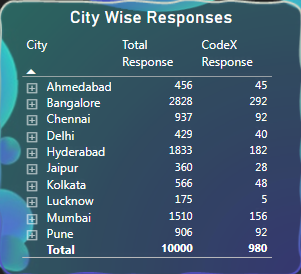 City Wise Responses
City Total Response CodeX Response
Ahmedabad 456 45
Bangalore 2828 292
Chennai 937 92
Delhi 429 40
Hyderabad 1833 182
Jaipur 360 28
Kolkata 566 48
Lucknow 175 5
Mumbai 1510 156
Pune 906 92
Total 10000 980